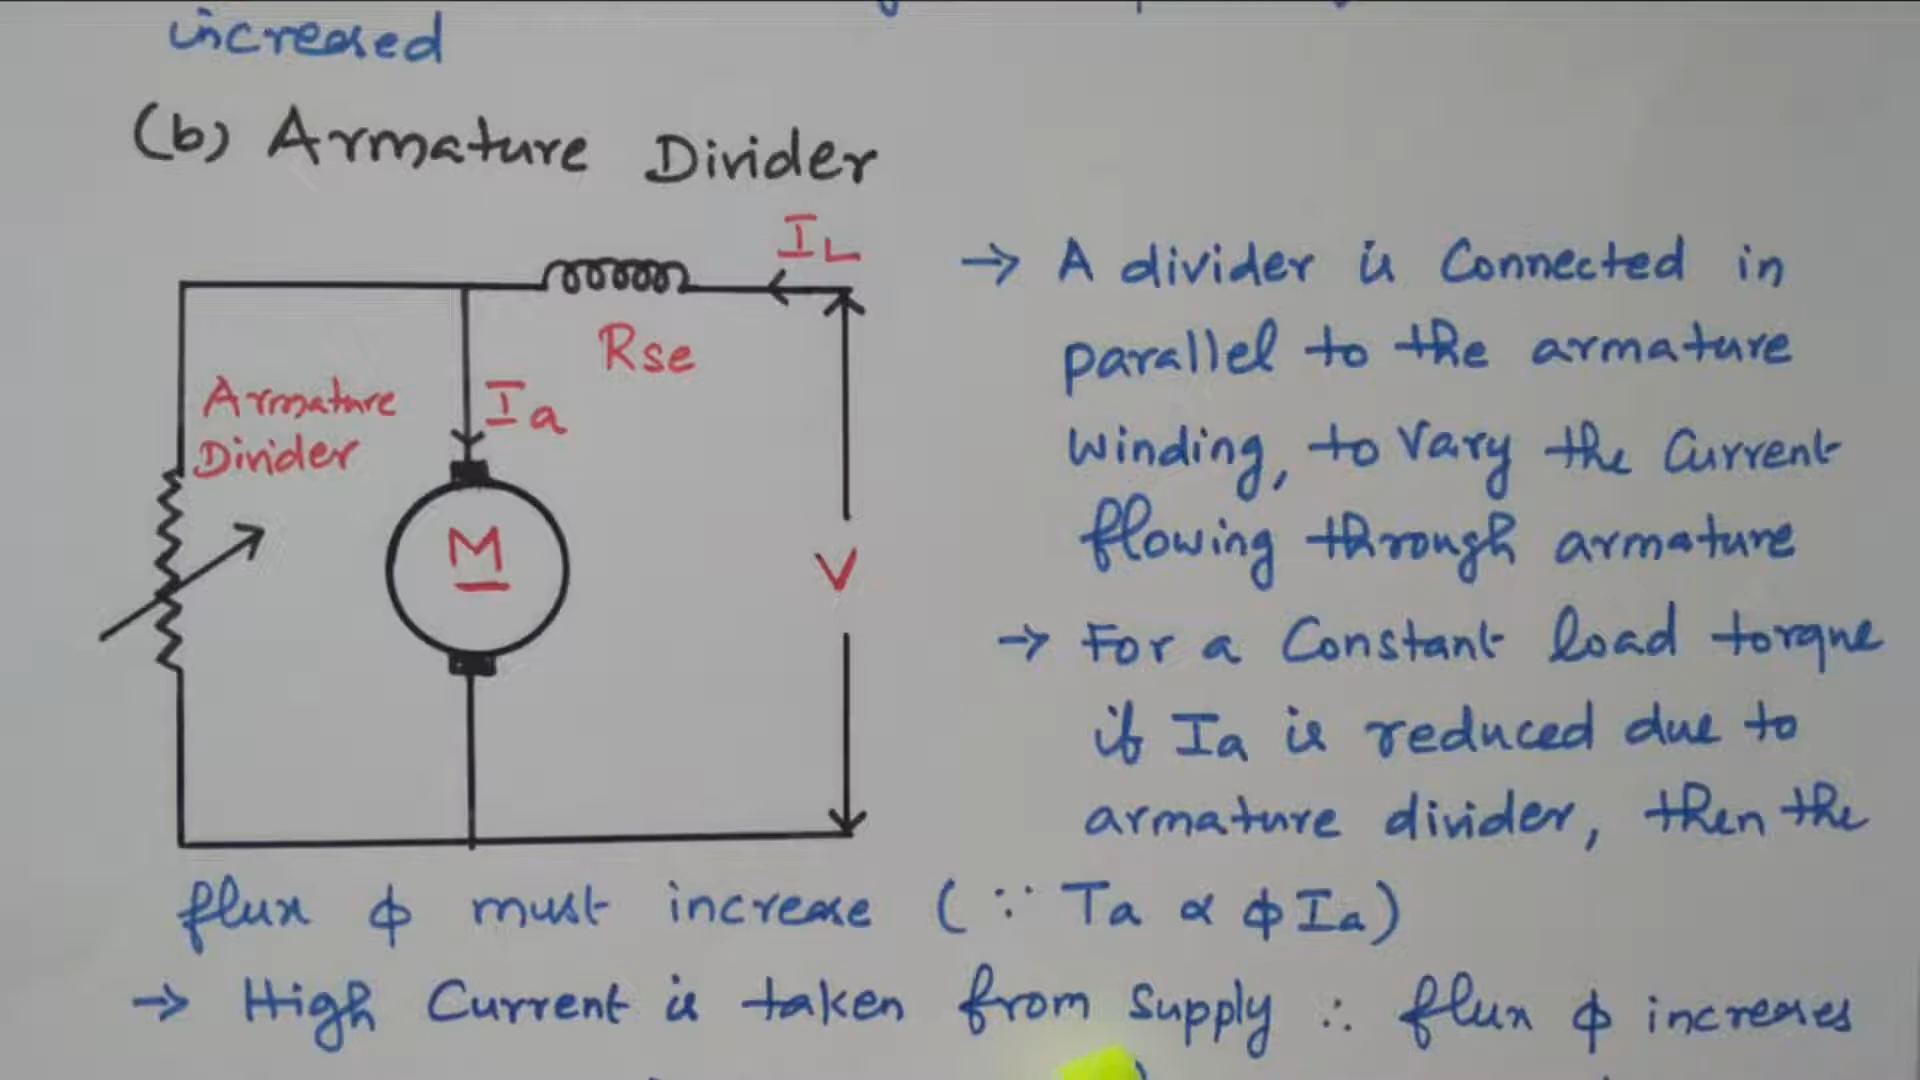 increased
(b) Armature Divider
IL
Rse
Armature
Divider
Ia
M
V
→ A divider is Connected in
parallel to the armature
winding, to vary the Current
flowing through armature
→ For a Constant load torque
if Ia is reduced due to
armature divider, then the
flux ϕ must increase (∵ Ta ∝ ϕIa)
→ High Current is taken from Supply ∴ flux ϕ increases